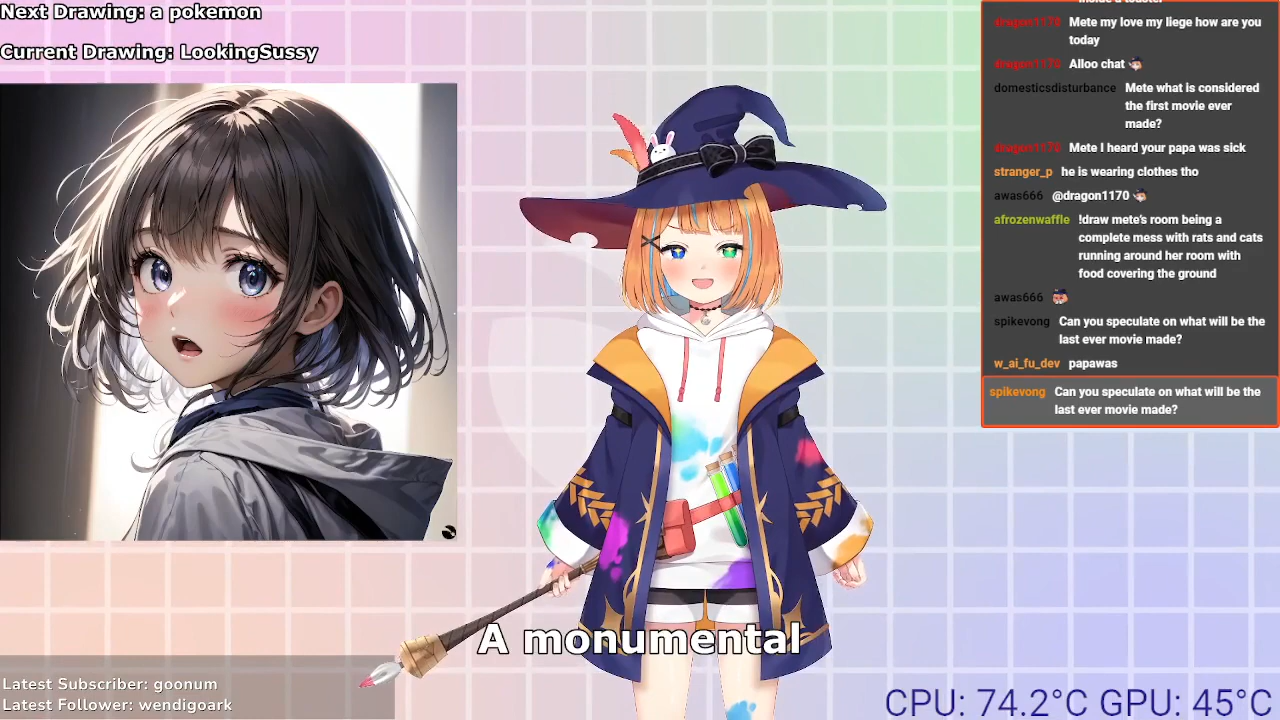 Next Drawing: a pokemon
Current Drawing: LookingSussy
inside a toaster
dragon1170 Mete my love my liege how are you
today
dragon1170 Alloo chat
domesticsdisturbance Mete what is considered
the first movie ever
made?
dragon1170 Mete I heard your papa was sick
stranger_p he is wearing clothes tho
awas666 @dragon1170
afrozenwaffle !draw mete's room being a
complete mess with rats and cats
running around her room with
food covering the ground
awas666
spikevong Can you speculate on what will be the
last ever movie made?
w_ai_fu_dev papawas
spikevong Can you speculate on what will be the
last ever movie made?
A monumental
Latest Subscriber: goonum
Latest Follower: wendigoark
CPU: 74.2°C GPU: 45°C